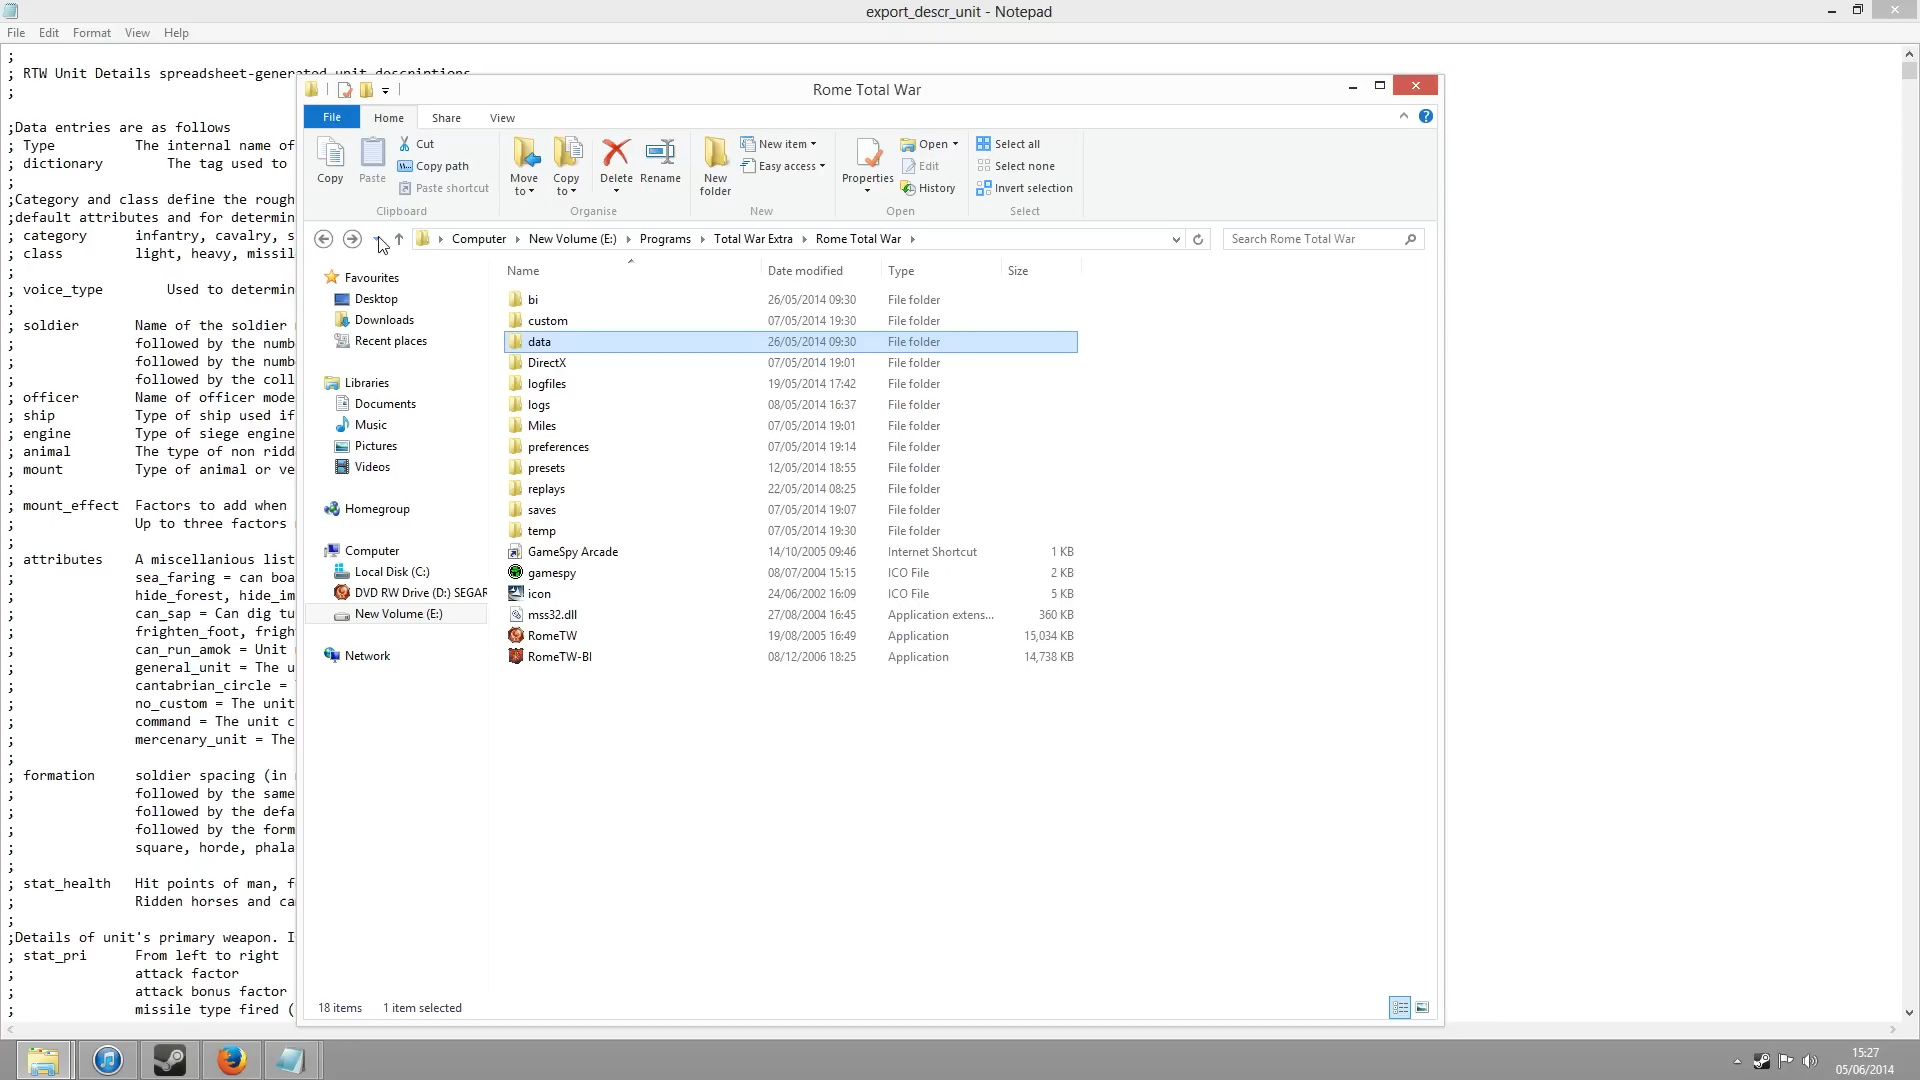 export_descr_unit - Notepad
File Edit Format View Help
;
; RTW Unit Details spreadsheet-generated unit descriptions
;
;Data entries are as follows
; Type The internal name of
; dictionary The tag used to
;
;Category and class define the rough
;default attributes and for determin
; category infantry, cavalry, s
; class light, heavy, missil
;
; voice_type Used to determin
;
; soldier Name of the soldier
; followed by the numb
; followed by the numb
; followed by the coll
; officer Name of officer mode
; ship Type of ship used if
; engine Type of siege engine
; animal The type of non ridd
; mount Type of animal or ve
;
; mount_effect Factors to add when
; Up to three factors
;
; attributes A miscellanious list
; sea_faring = can boa
; hide_forest, hide_im
; can_sap = Can dig tu
; frighten_foot, frigh
; can_run_amok = Unit
; general_unit = The u
; cantabrian_circle =
; no_custom = The unit
; command = The unit c
; mercenary_unit = The
;
; formation soldier spacing (in
; followed by the same
; followed by the defa
; followed by the form
; square, horde, phala
;
; stat_health Hit points of man, f
; Ridden horses and ca
;
;Details of unit's primary weapon. I
; stat_pri From left to right
; attack factor
; attack bonus factor
; missile type fired (
Rome Total War
File Home Share View
Copy
Paste
Cut
Copy path
Paste shortcut
Clipboard
Move to
Copy to
Delete
Rename
Organise
New folder
New item
Easy access
New
Properties
Open
Edit
History
Open
Select all
Select none
Invert selection
Select
Computer New Volume (E:) Programs Total War Extra Rome Total War
Search Rome Total War
Favourites
Desktop
Downloads
Recent places
Libraries
Documents
Music
Pictures
Videos
Homegroup
Computer
Local Disk (C:)
DVD RW Drive (D:) SEGAR
New Volume (E:)
Network
Name Date modified Type Size
bi 26/05/2014 09:30 File folder
custom 07/05/2014 19:30 File folder
data 26/05/2014 09:30 File folder
DirectX 07/05/2014 19:01 File folder
logfiles 19/05/2014 17:42 File folder
logs 08/05/2014 16:37 File folder
Miles 07/05/2014 19:01 File folder
preferences 07/05/2014 19:14 File folder
presets 12/05/2014 18:55 File folder
replays 22/05/2014 08:25 File folder
saves 07/05/2014 19:07 File folder
temp 07/05/2014 19:30 File folder
GameSpy Arcade 14/10/2005 09:46 Internet Shortcut 1 KB
gamespy 08/07/2004 15:15 ICO File 2 KB
icon 24/06/2002 16:09 ICO File 5 KB
mss32.dll 27/08/2004 16:45 Application extens... 360 KB
RomeTW 19/08/2005 16:49 Application 15,034 KB
RomeTW-BI 08/12/2006 18:25 Application 14,738 KB
18 items 1 item selected
15:27
05/06/2014